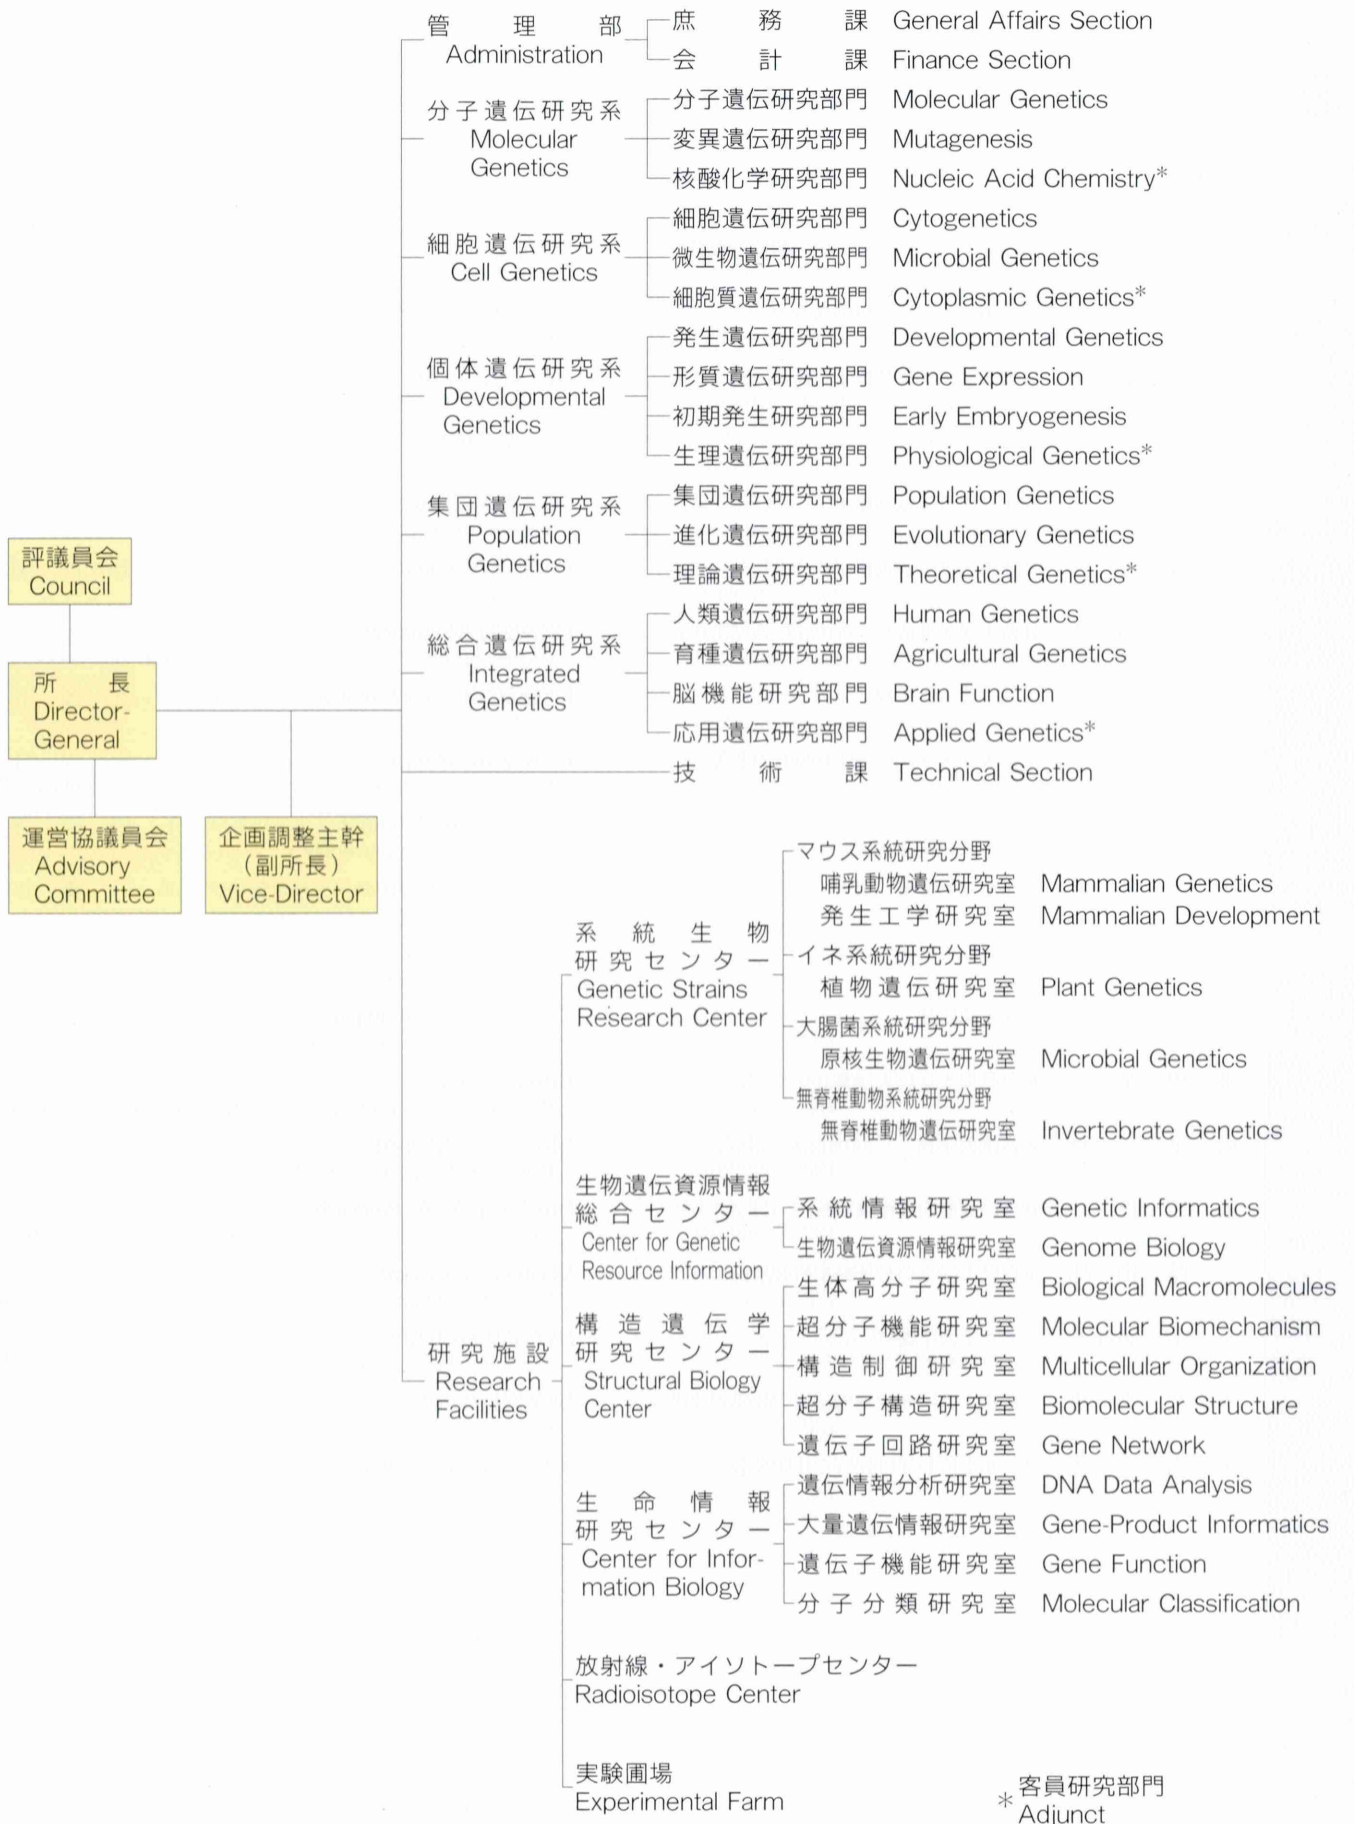 管理部
Administration
庶務課 General Affairs Section
会計課 Finance Section
分子遺伝研究系
Molecular
Genetics
分子遺伝研究部門 Molecular Genetics
変異遺伝研究部門 Mutagenesis
核酸化学研究部門 Nucleic Acid Chemistry*
細胞遺伝研究系
Cell Genetics
細胞遺伝研究部門 Cytogenetics
微生物遺伝研究部門 Microbial Genetics
細胞質遺伝研究部門 Cytoplasmic Genetics*
個体遺伝研究系
Developmental
Genetics
発生遺伝研究部門 Developmental Genetics
形質遺伝研究部門 Gene Expression
初期発生研究部門 Early Embryogenesis
生理遺伝研究部門 Physiological Genetics*
集団遺伝研究系
Population
Genetics
集団遺伝研究部門 Population Genetics
進化遺伝研究部門 Evolutionary Genetics
理論遺伝研究部門 Theoretical Genetics*
総合遺伝研究系
Integrated
Genetics
人類遺伝研究部門 Human Genetics
育種遺伝研究部門 Agricultural Genetics
脳機能研究部門 Brain Function
応用遺伝研究部門 Applied Genetics*
技術課 Technical Section
評議員会
Council
所長
Director-
General
運営協議員会
Advisory
Committee
企画調整主幹
（副所長）
Vice-Director
研究施設
Research
Facilities
系統生物
研究センター
Genetic Strains
Research Center
マウス系統研究分野
哺乳動物遺伝研究室 Mammalian Genetics
発生工学研究室 Mammalian Development
イネ系統研究分野
植物遺伝研究室 Plant Genetics
大腸菌系統研究分野
原核生物遺伝研究室 Microbial Genetics
無脊椎動物系統研究分野
無脊椎動物遺伝研究室 Invertebrate Genetics
生物遺伝資源情報
総合センター
Center for Genetic
Resource Information
系統情報研究室 Genetic Informatics
生物遺伝資源情報研究室 Genome Biology
構造遺伝学
研究センター
Structural Biology
Center
生体高分子研究室 Biological Macromolecules
超分子機能研究室 Molecular Biomechanism
構造制御研究室 Multicellular Organization
超分子構造研究室 Biomolecular Structure
遺伝子回路研究室 Gene Network
生命情報
研究センター
Center for Infor-
mation Biology
遺伝情報分析研究室 DNA Data Analysis
大量遺伝情報研究室 Gene-Product Informatics
遺伝子機能研究室 Gene Function
分子分類研究室 Molecular Classification
放射線・アイソトープセンター
Radioisotope Center
実験圃場
Experimental Farm
* 客員研究部門
Adjunct